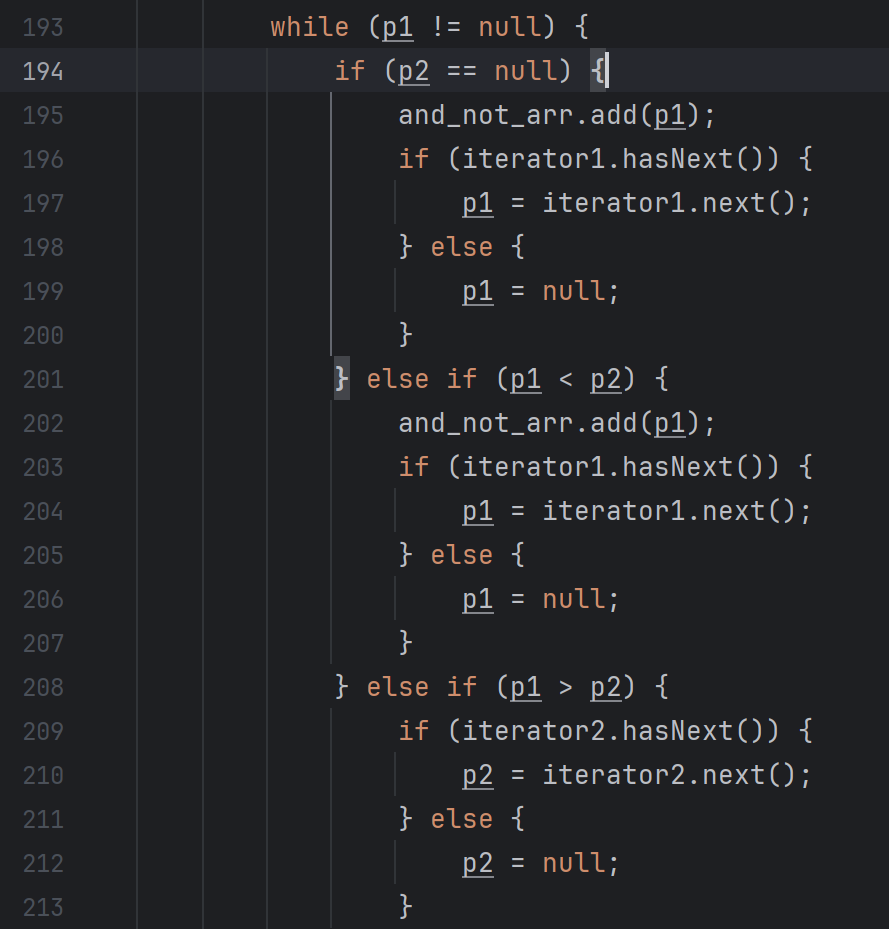 193 while (p1 != null) {
194 if (p2 == null) {
195 and_not_arr.add(p1);
196 if (iterator1.hasNext()) {
197 p1 = iterator1.next();
198 } else {
199 p1 = null;
200 }
201 } else if (p1 < p2) {
202 and_not_arr.add(p1);
203 if (iterator1.hasNext()) {
204 p1 = iterator1.next();
205 } else {
206 p1 = null;
207 }
208 } else if (p1 > p2) {
209 if (iterator2.hasNext()) {
210 p2 = iterator2.next();
211 } else {
212 p2 = null;
213 }